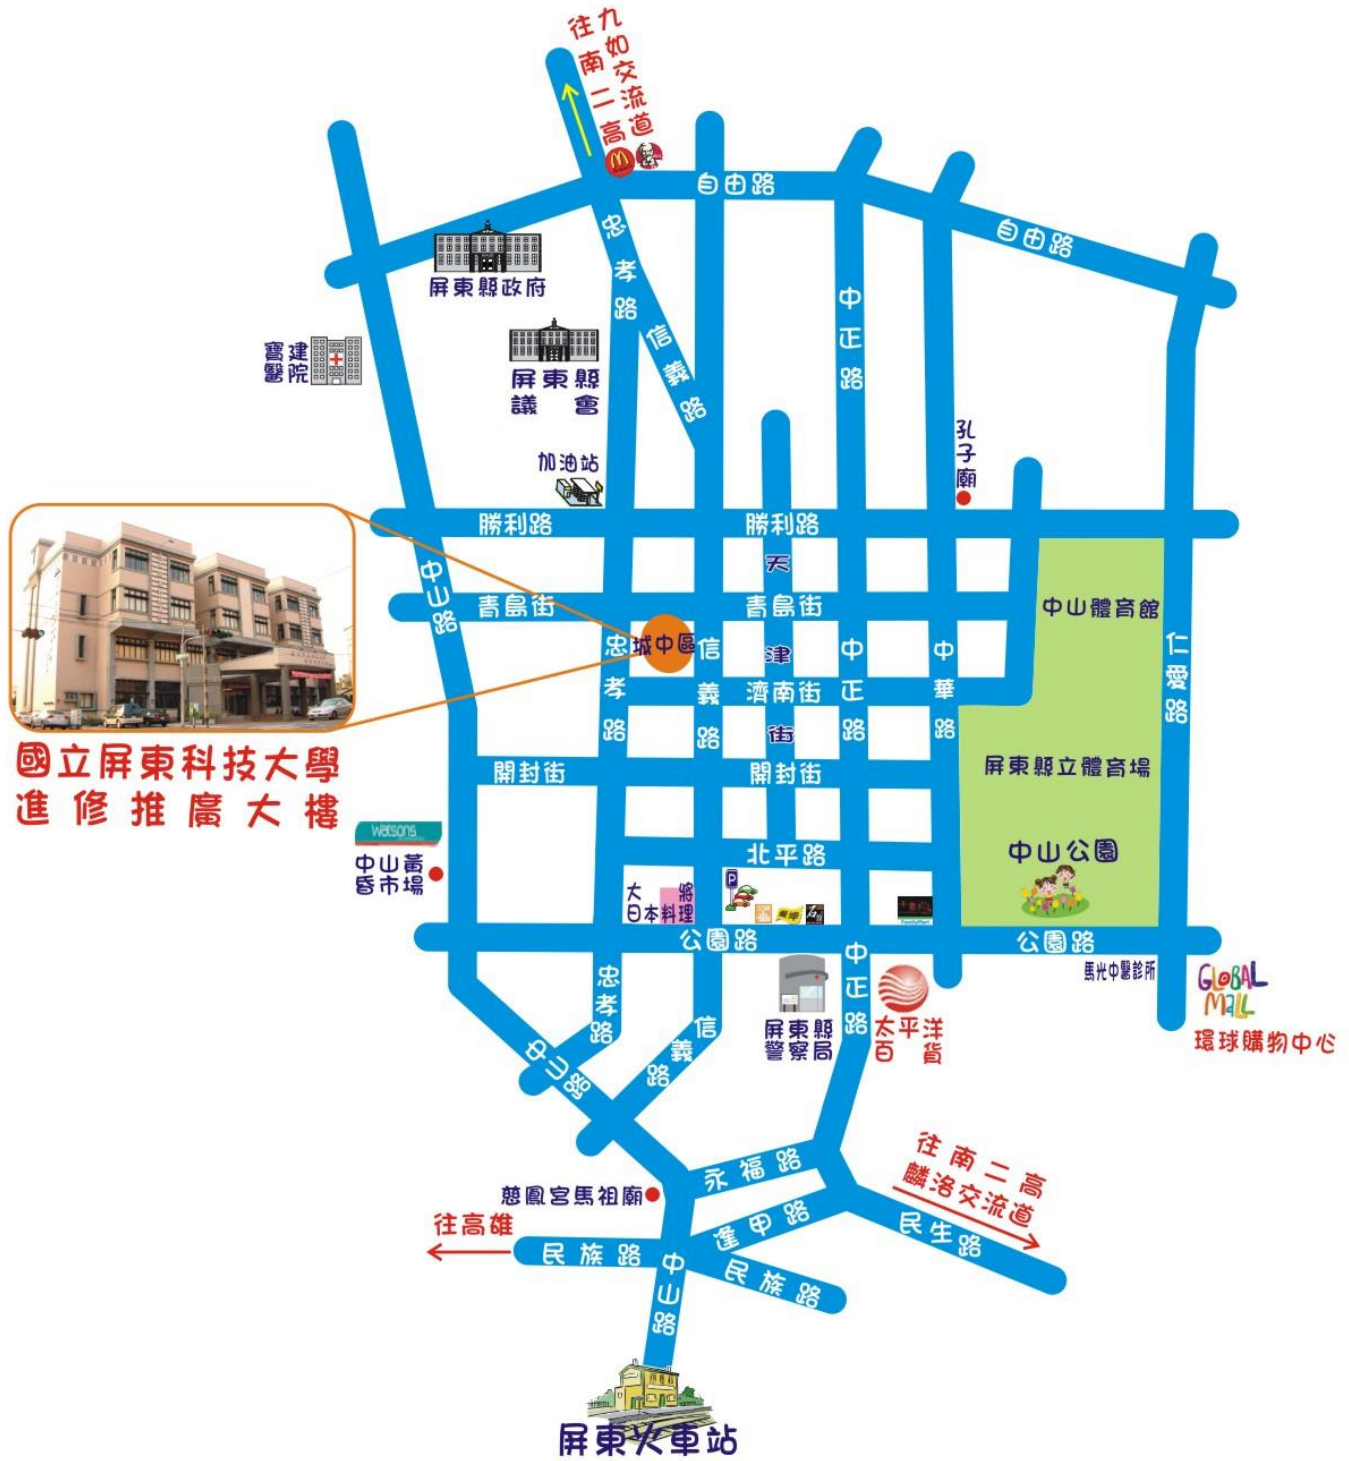 往南二高
九如交流道
自由路
自由路
忠孝路
屏東縣政府
信義路
中正路
寶建
醫院
屏東縣
議會
加油站
孔子廟
勝利路
勝利路
天津街
中山路
青島街
青島街
中山體育館
城中區
忠孝路
信義路
中正路
中華路
仁愛路
濟南街
國立屏東科技大學
進修推廣大樓
開封街
開封街
屏東縣立體育場
watsons
中山黃
昏市場
北平路
中山公園
大將
日本料理
P
FamilyMart
公園路
公園路
忠孝路
信義路
中正路
屏東縣
警察局
太平洋
百貨
馬光中醫診所
GLOBAL
Mall
環球購物中心
中山路
永福路
往南二高
麟洛交流道
慈鳳宮馬祖廟
往高雄
民族路
逢甲路
民生路
民族路
中山路
屏東火車站